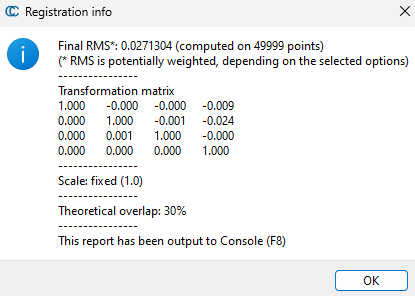 Registration info
Final RMS*: 0.0271304 (computed on 49999 points)
(* RMS is potentially weighted, depending on the selected options)
----------------
Transformation matrix
1.000 -0.000 -0.000 -0.009
0.000 1.000 -0.001 -0.024
0.000 0.001 1.000 -0.000
0.000 0.000 0.000 1.000
----------------
Scale: fixed (1.0)
----------------
Theoretical overlap: 30%
----------------
This report has been output to Console (F8)
OK